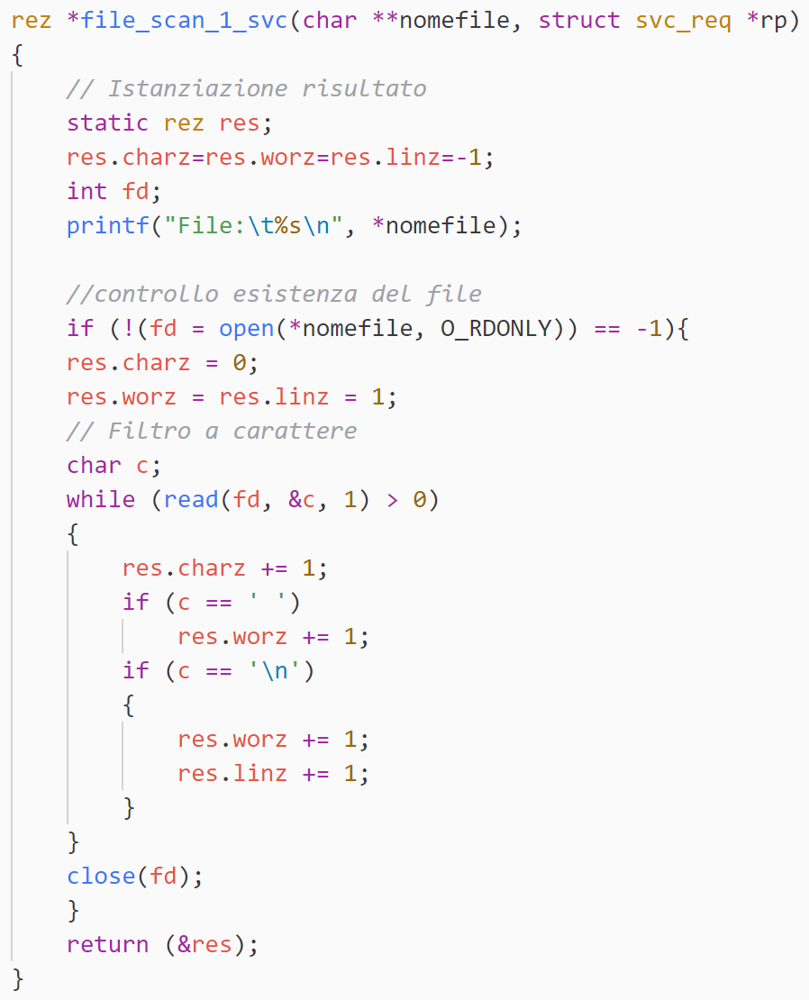 rez *file_scan_1_svc(char **nomefile, struct svc_req *rp)
{
    // Istanziazione risultato
    static rez res;
    res.charz=res.worz=res.linz=-1;
    int fd;
    printf("File:\t%s\n", *nomefile);

    //controllo esistenza del file
    if (!(fd = open(*nomefile, O_RDONLY)) == -1){
    res.charz = 0;
    res.worz = res.linz = 1;
    // Filtro a carattere
    char c;
    while (read(fd, &c, 1) > 0)
    {
        res.charz += 1;
        if (c == ' ')
            res.worz += 1;
        if (c == '\n')
        {
            res.worz += 1;
            res.linz += 1;
        }
    }
    close(fd);
    }
    return (&res);
}